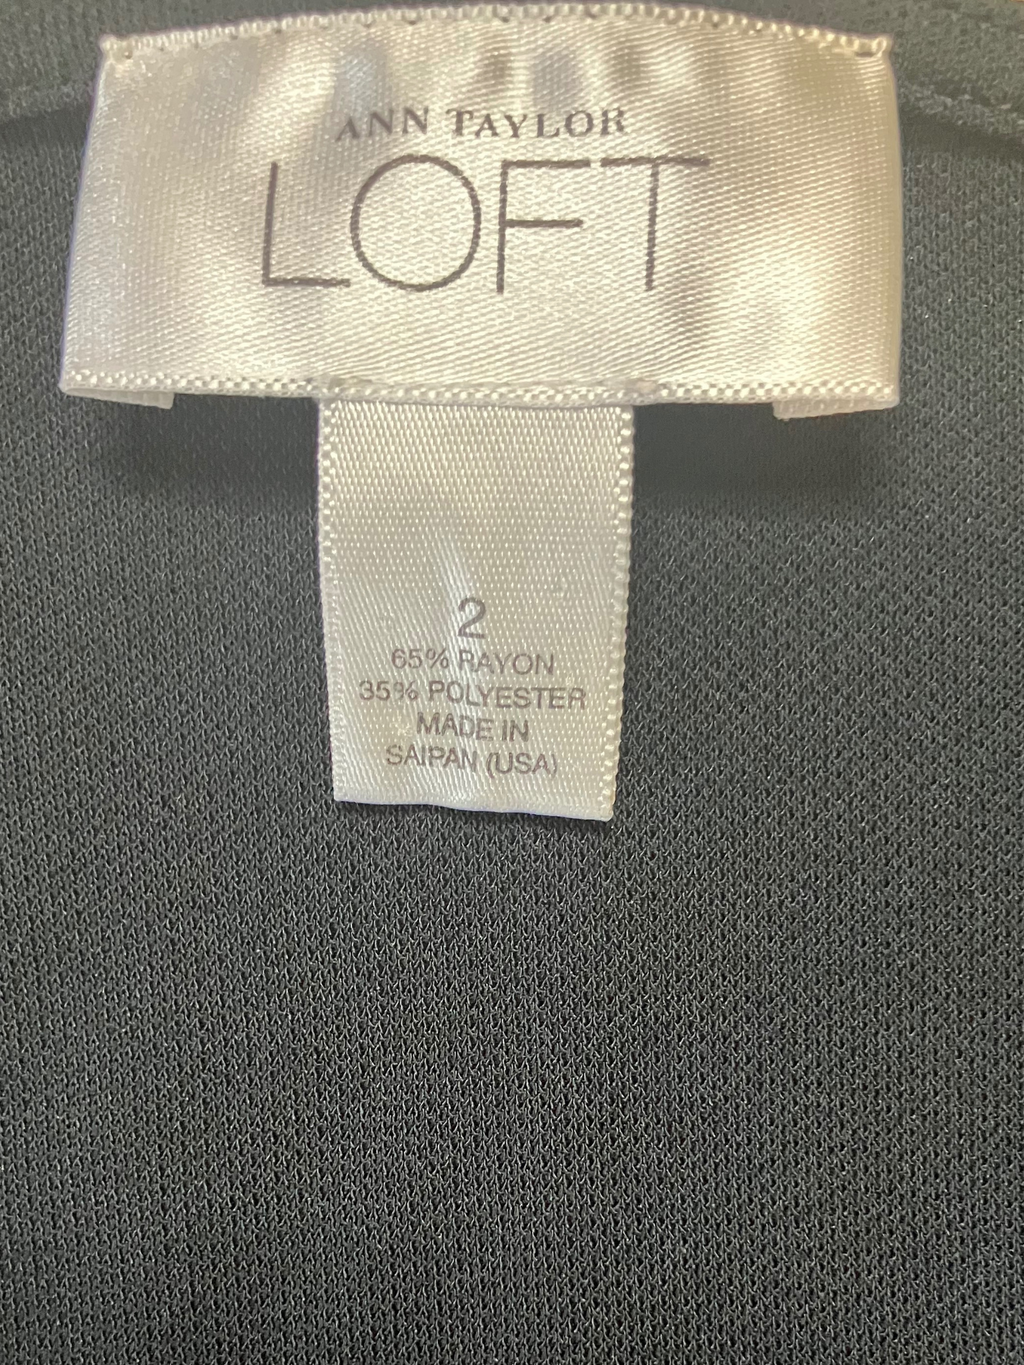 ANN TAYLOR
LOFT
2
65% RAYON
35% POLYESTER
MADE IN
SAIPAN (USA)